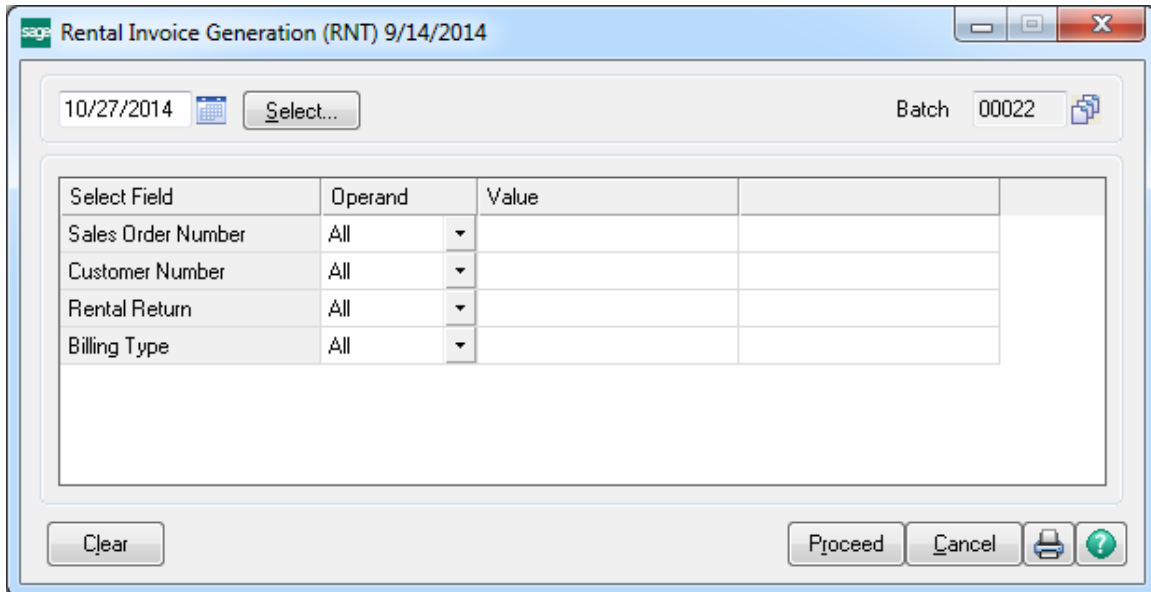 sage Rental Invoice Generation (RNT) 9/14/2014
10/27/2014 Select... Batch 00022
Select Field Operand Value
Sales Order Number All
Customer Number All
Rental Return All
Billing Type All
Clear Proceed Cancel ?